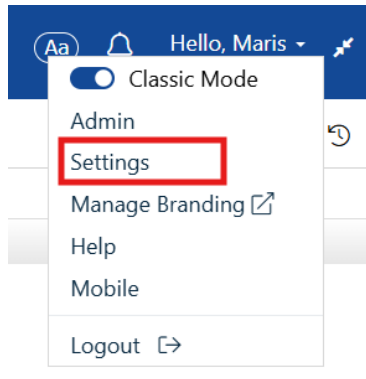 Aa Hello, Maris
Classic Mode
Admin
Settings
Manage Branding
Help
Mobile
Logout